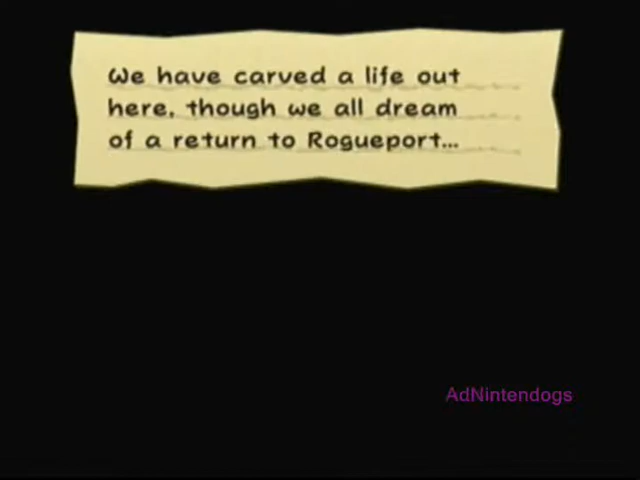 We have carved a life out
here, though we all dream
of a return to Rogueport...
AdNintendogs